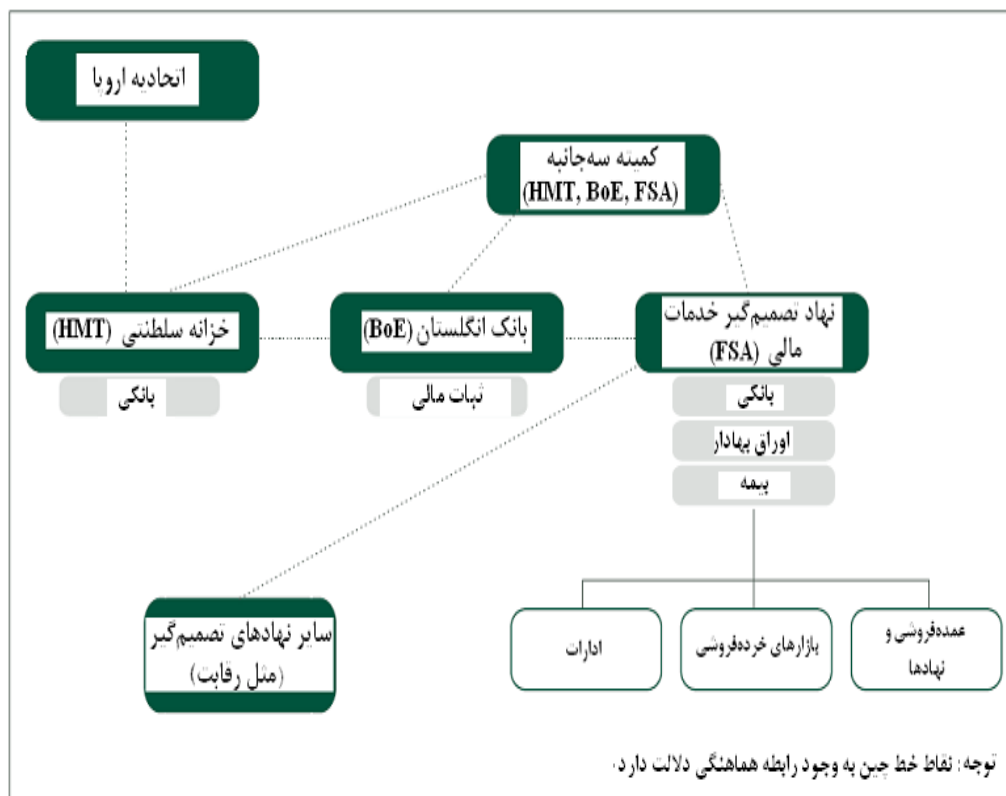 اتحادیه اروپا
کمیته سه‌جانبه
(HMT, BoE, FSA)
نهاد تصمیم‌گیر خدمات
مالی (FSA)
بانک انگلستان (BoE)
خزانه سلطنتی (HMT)
بانکی
ثبات مالی
بانکی
اوراق بهادار
بیمه
عمده‌فروشی و
نهادها
بازارهای خرده‌فروشی
ادارات
سایر نهادهای تصمیم‌گیر
(مثل رقابت)
توجه: نقاط خط چین به وجود رابطه هماهنگی دلالت دارد.